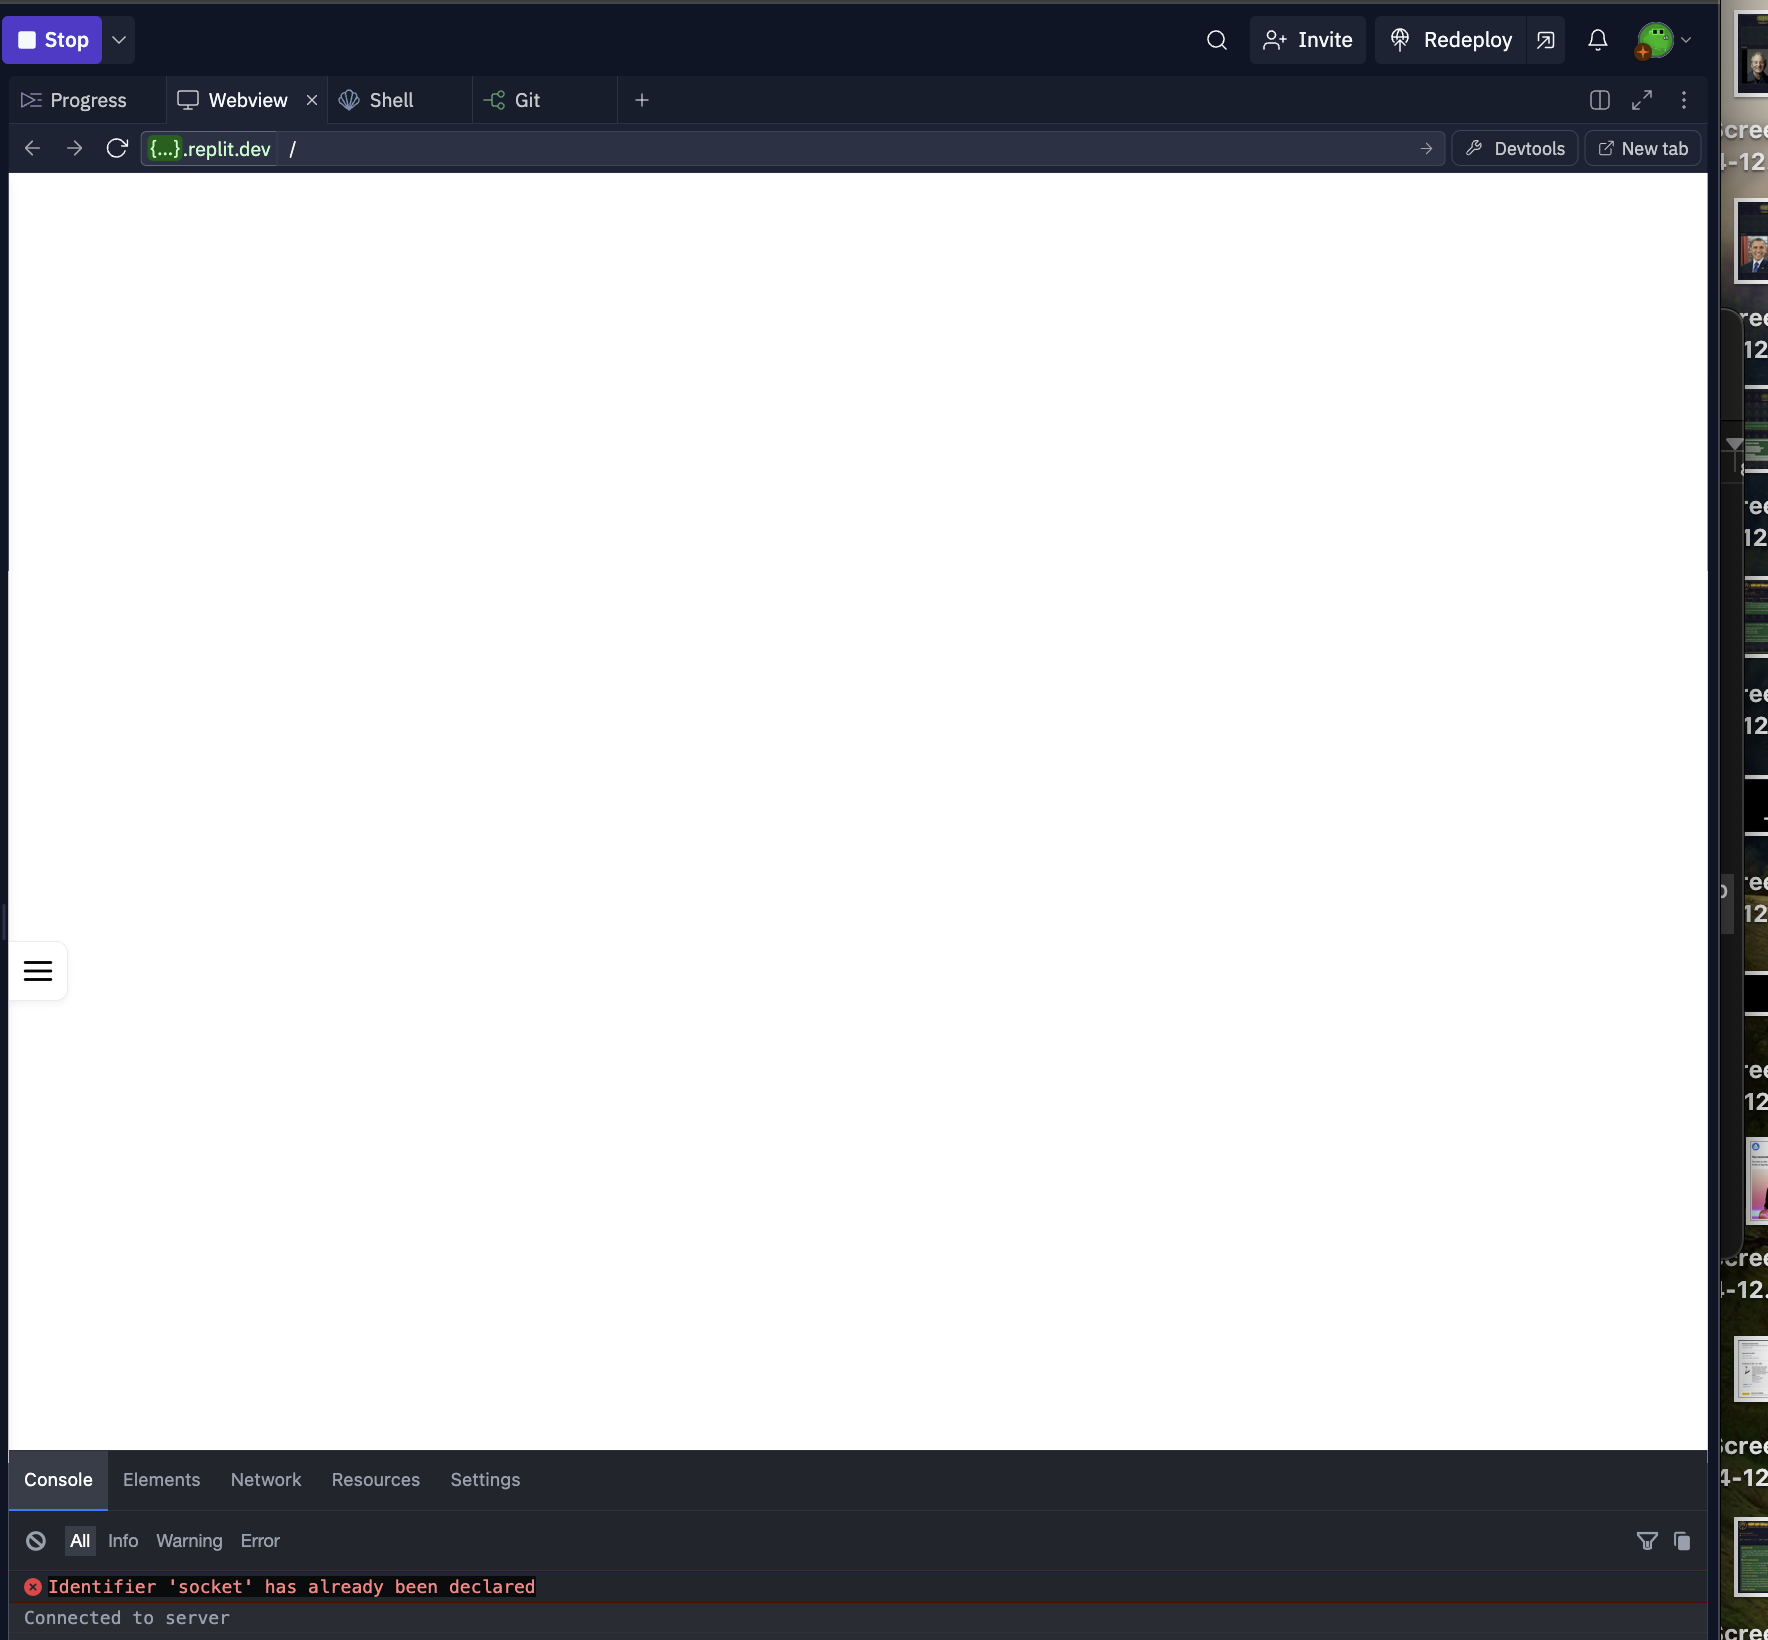 Stop
Invite
Redeploy
Progress
Webview
Shell
Git
{...}.replit.dev /
Devtools
New tab
Console
Elements
Network
Resources
Settings
All
Info
Warning
Error
Identifier 'socket' has already been declared
Connected to server